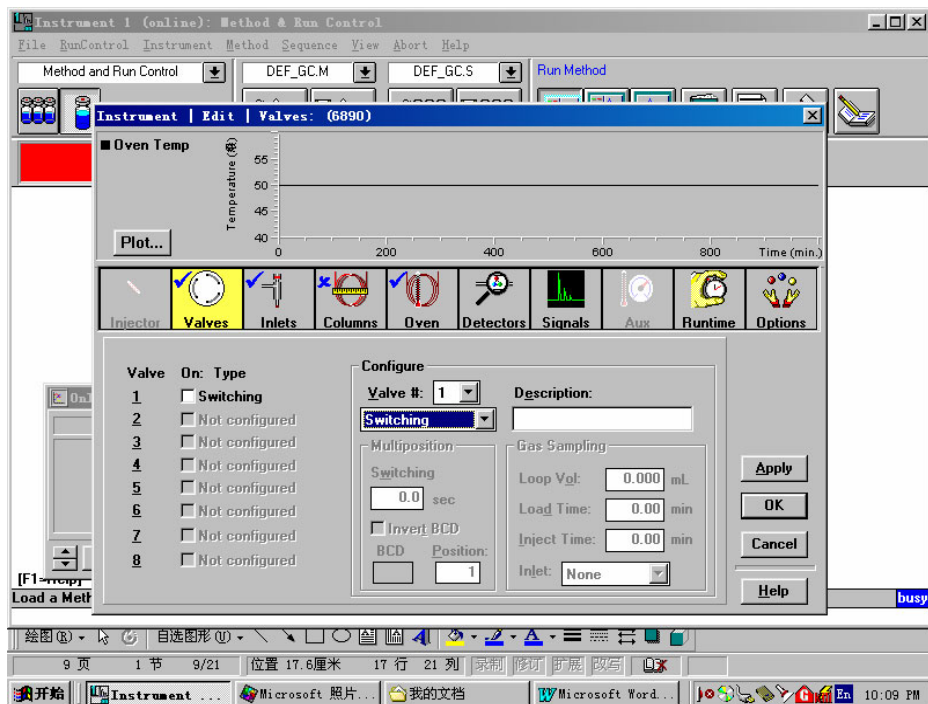 Instrument 1 (online): Method & Run Control
File RunControl Instrument Method Sequence View Abort Help
Method and Run Control DEF_GC.M DEF_GC.S Run Method
Instrument | Edit | Valves: (6890)
Oven Temp
Temperature
55
50
45
40
0 200 400 600 800 Time (min.)
Plot...
Injector Valves Inlets Columns Oven Detectors Signals Aux Runtime Options
Valve On: Type
1 Switching
2 Not configured
3 Not configured
4 Not configured
5 Not configured
6 Not configured
7 Not configured
8 Not configured
Configure
Valve #: 1 Description:
Switching
Multiposition
Switching
0.0 sec
Invert BCD
BCD Position:
1
Gas Sampling
Loop Vol: 0.000 mL
Load Time: 0.00 min
Inject Time: 0.00 min
Inlet: None
Apply
OK
Cancel
Help
[F1=Help]
Load a Meth
busy
绘图(R) 自选图形(U)
9 页 1 节 9/21 位置 17.6厘米 17 行 21 列 录制 修订 扩展 改写
开始 Instrument ... Microsoft 照片... 我的文档 Microsoft Word... En 10:09 PM